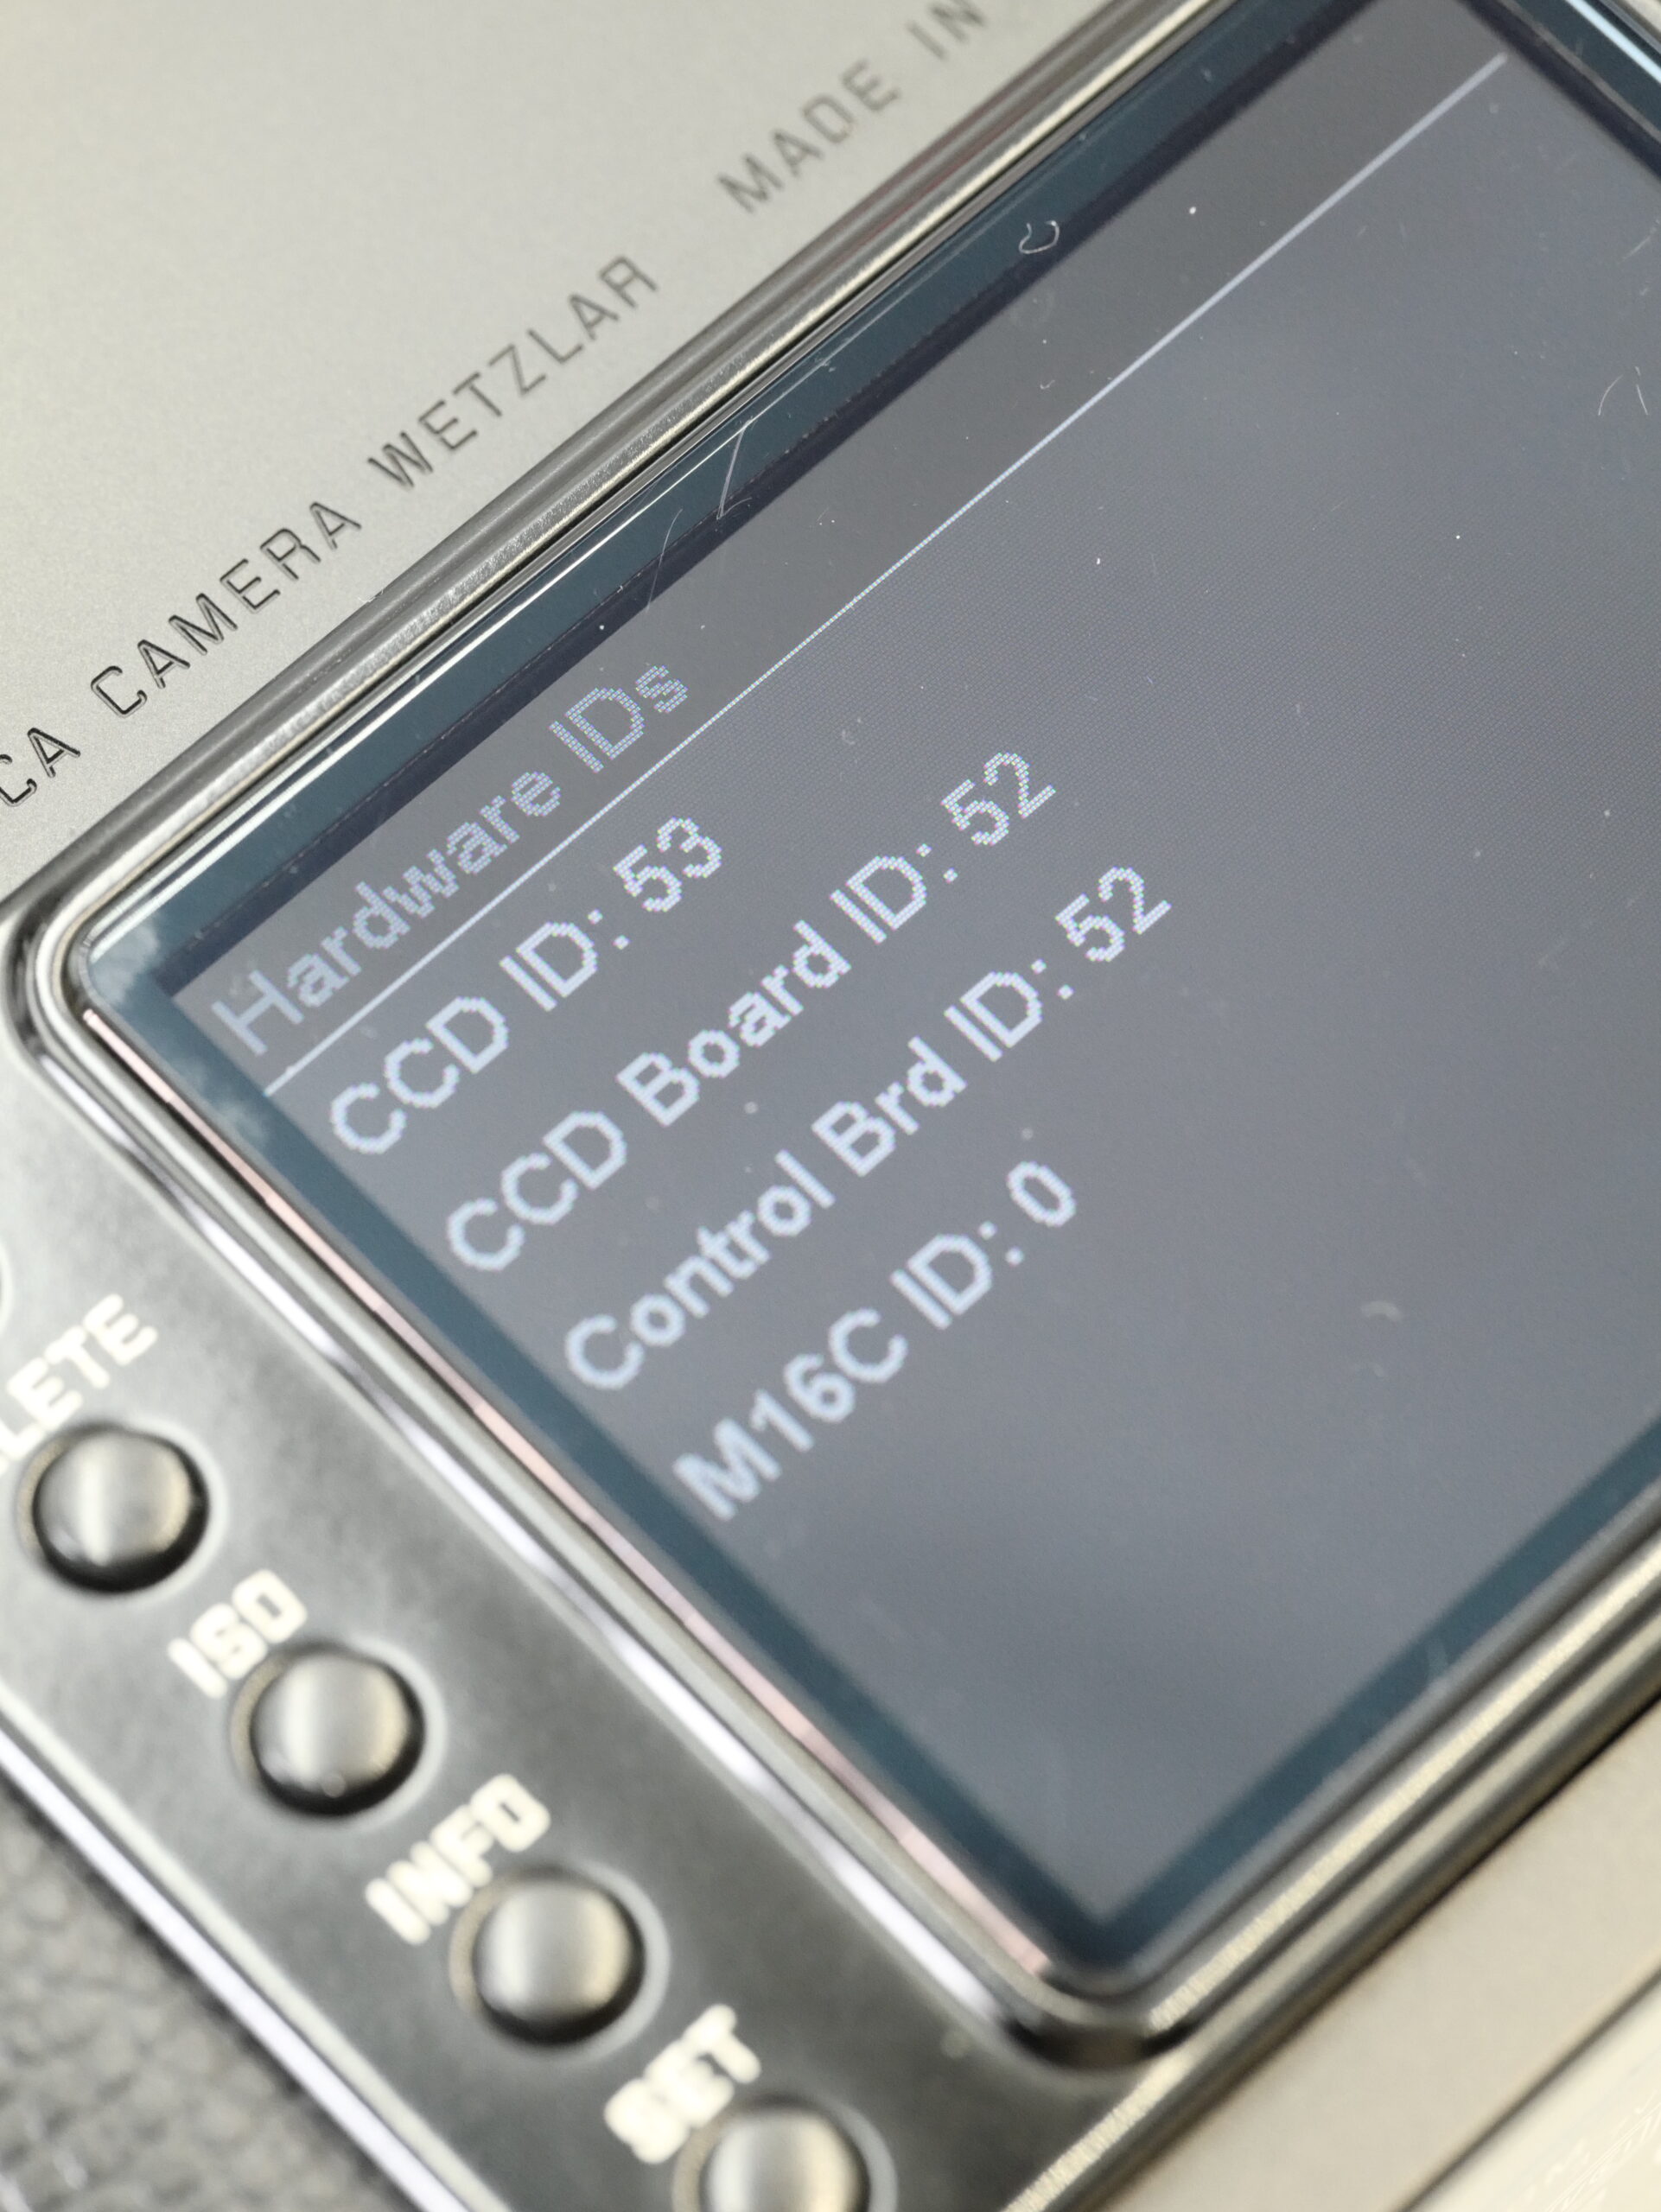 CA CAMERA WETZLAR MADE IN
Hardware IDs
CCD ID: 53
CCD Board ID: 52
Control Brd ID: 52
M16C ID: 0
LETE
ISO
INFO
SET